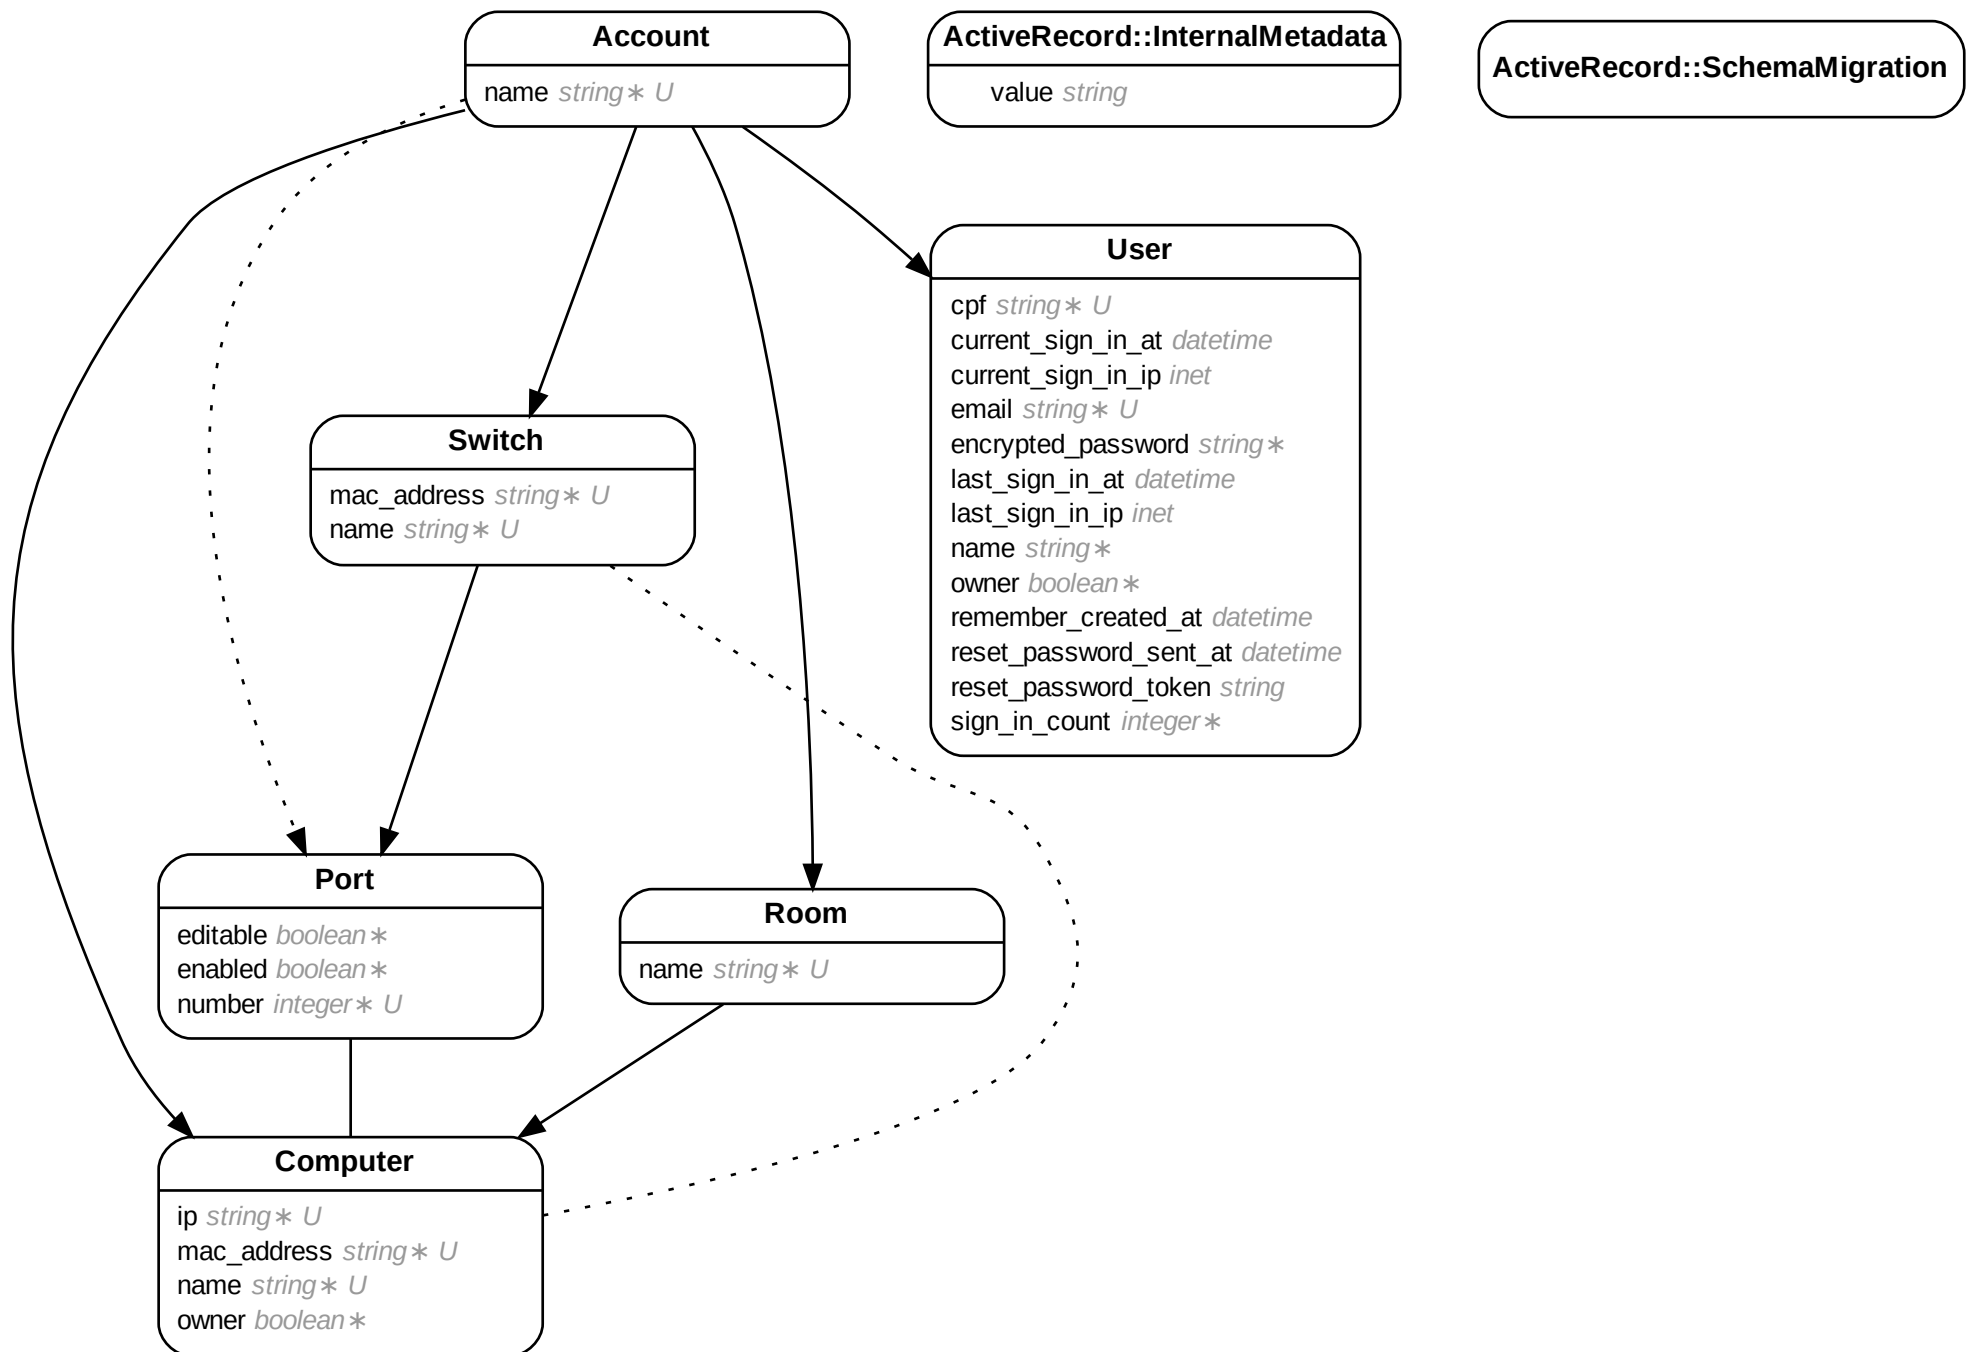 Account
name string∗ U
ActiveRecord::InternalMetadata
value string
ActiveRecord::SchemaMigration
User
cpf string∗ U
current_sign_in_at datetime
current_sign_in_ip inet
email string∗ U
encrypted_password string∗
last_sign_in_at datetime
last_sign_in_ip inet
name string∗
owner boolean∗
remember_created_at datetime
reset_password_sent_at datetime
reset_password_token string
sign_in_count integer∗
Switch
mac_address string∗ U
name string∗ U
Port
editable boolean∗
enabled boolean∗
number integer∗ U
Room
name string∗ U
Computer
ip string∗ U
mac_address string∗ U
name string∗ U
owner boolean∗